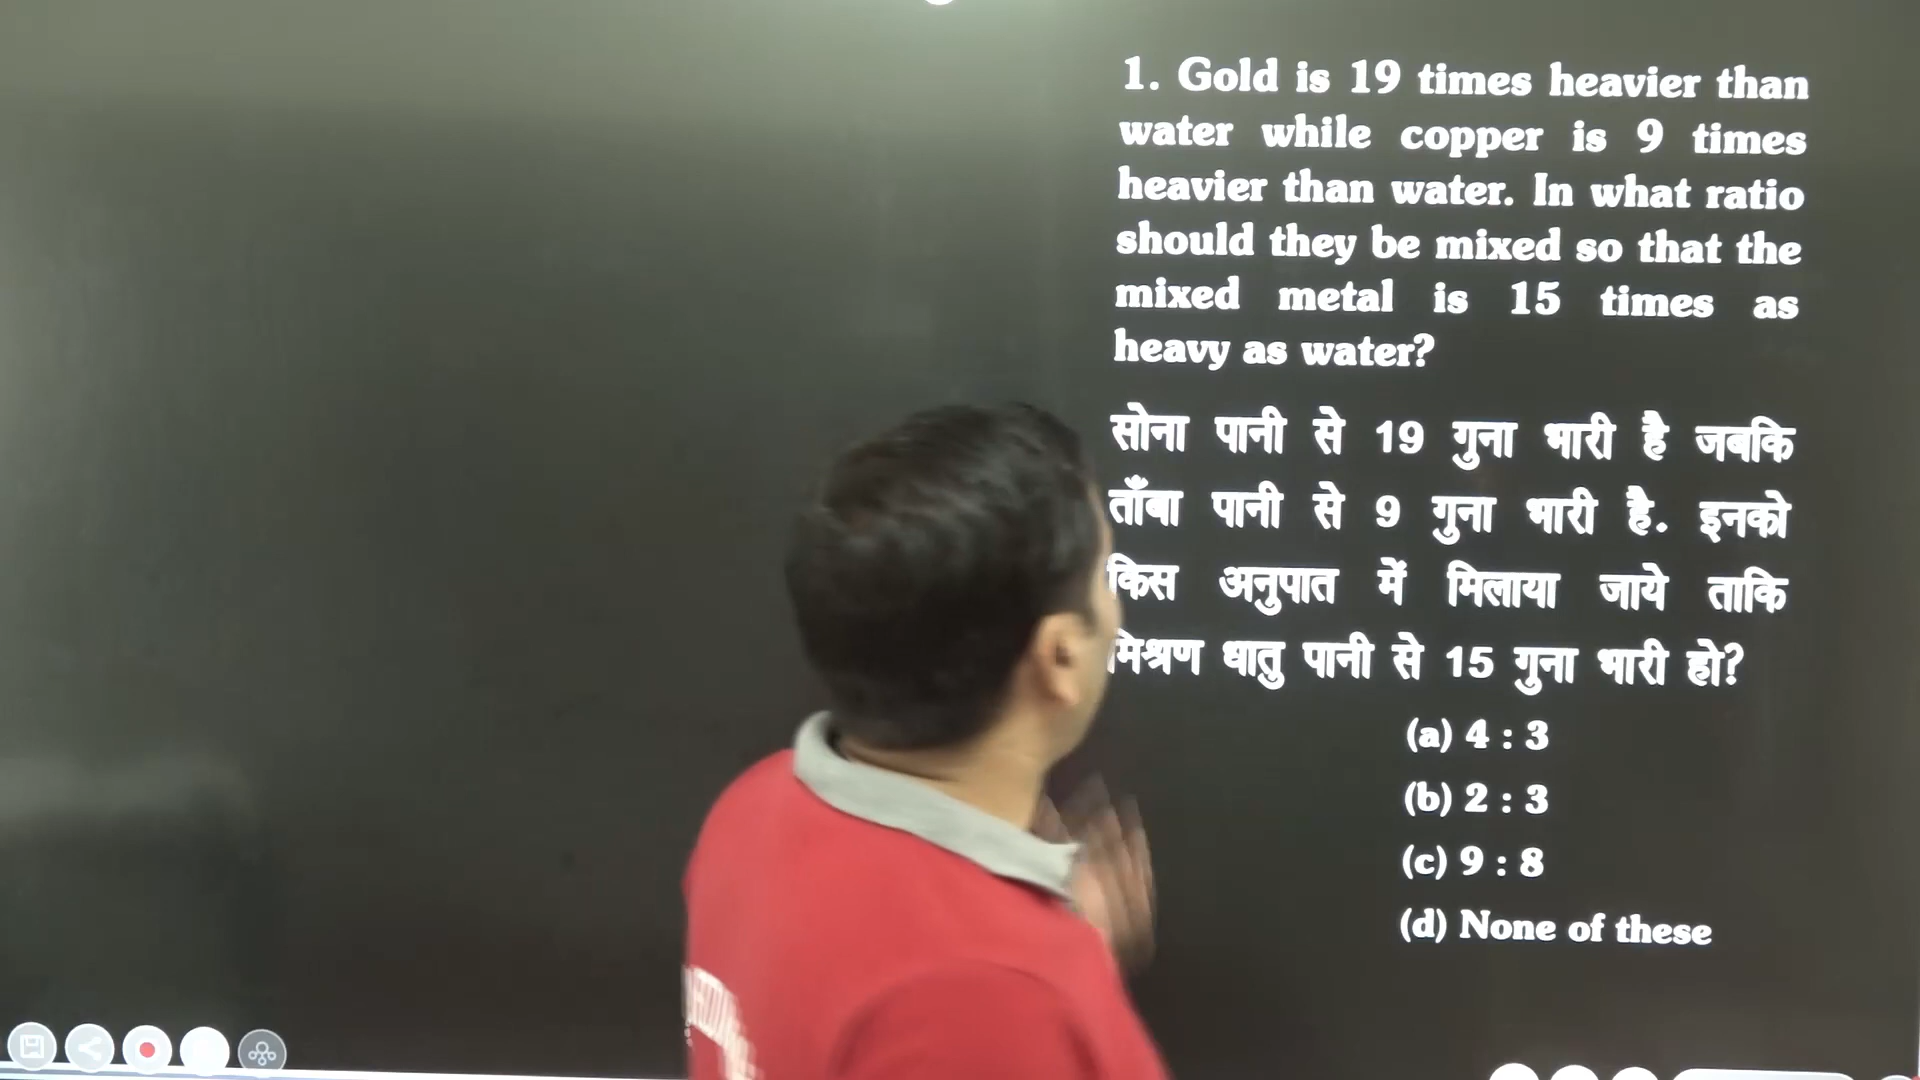 1. Gold is 19 times heavier than
water while copper is 9 times
heavier than water. In what ratio
should they be mixed so that the
mixed metal is 15 times as
heavy as water?
सोना पानी से 19 गुना भारी है जबकि
ताँबा पानी से 9 गुना भारी है. इनको
किस अनुपात में मिलाया जाये ताकि
मिश्रण धातु पानी से 15 गुना भारी हो?
(a) 4 : 3
(b) 2 : 3
(c) 9 : 8
(d) None of these